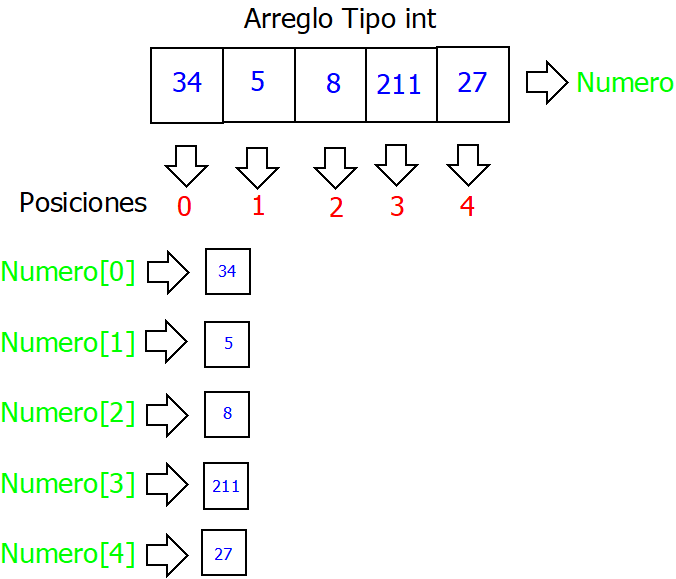 Arreglo Tipo int
34 5 8 211 27 Numero
Posiciones 0 1 2 3 4
Numero[0] 34
Numero[1] 5
Numero[2] 8
Numero[3] 211
Numero[4] 27